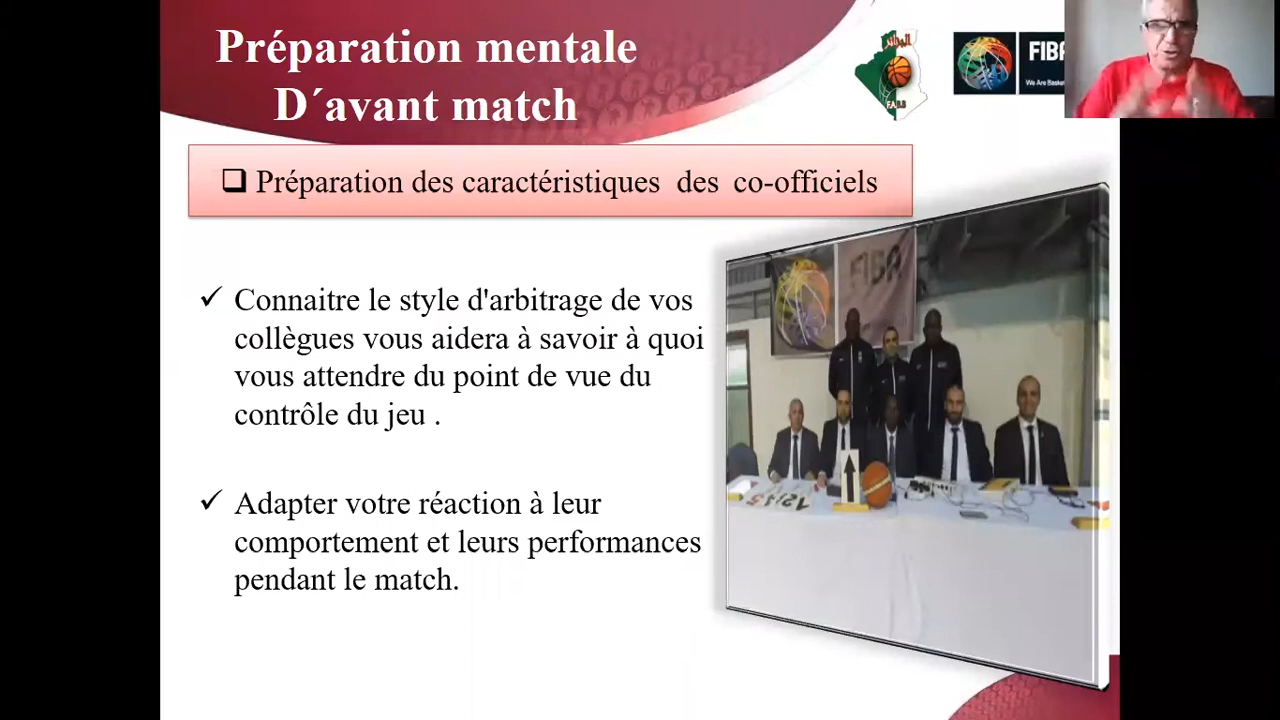 Préparation mentale
D´avant match
الجزائر
F.A.B.B
FIBA
We Are Basket
Préparation des caractéristiques des co-officiels
Connaitre le style d'arbitrage de vos
collègues vous aidera à savoir à quoi
vous attendre du point de vue du
contrôle du jeu .
FIBA
Adapter votre réaction à leur
comportement et leurs performances
pendant le match.